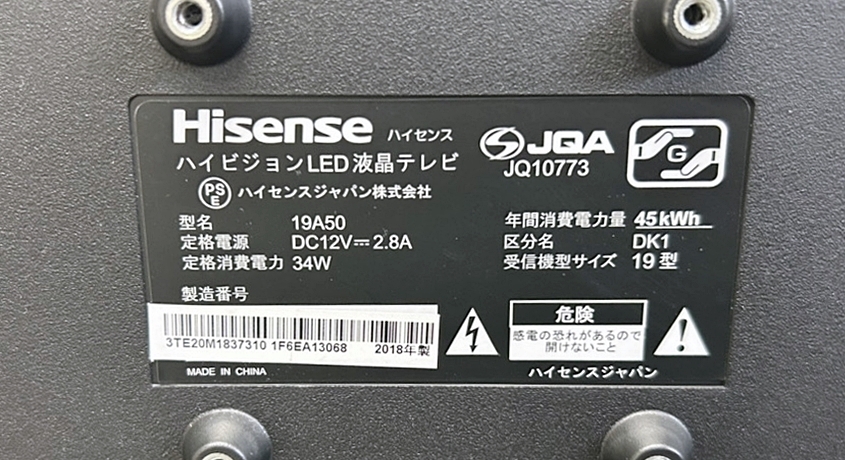 Hisense ハイセンス
ハイビジョンLED液晶テレビ
PSE ハイセンスジャパン株式会社
JQA
JQ10773
G
型名 19A50
定格電源 DC12V⎓2.8A
定格消費電力 34W
年間消費電力量 45kWh
区分名 DK1
受信機型サイズ 19型
製造番号
3TE20M1837310 1F6EA13068 2018年製
MADE IN CHINA
危険
感電の恐れがあるので
開けないこと
ハイセンスジャパン